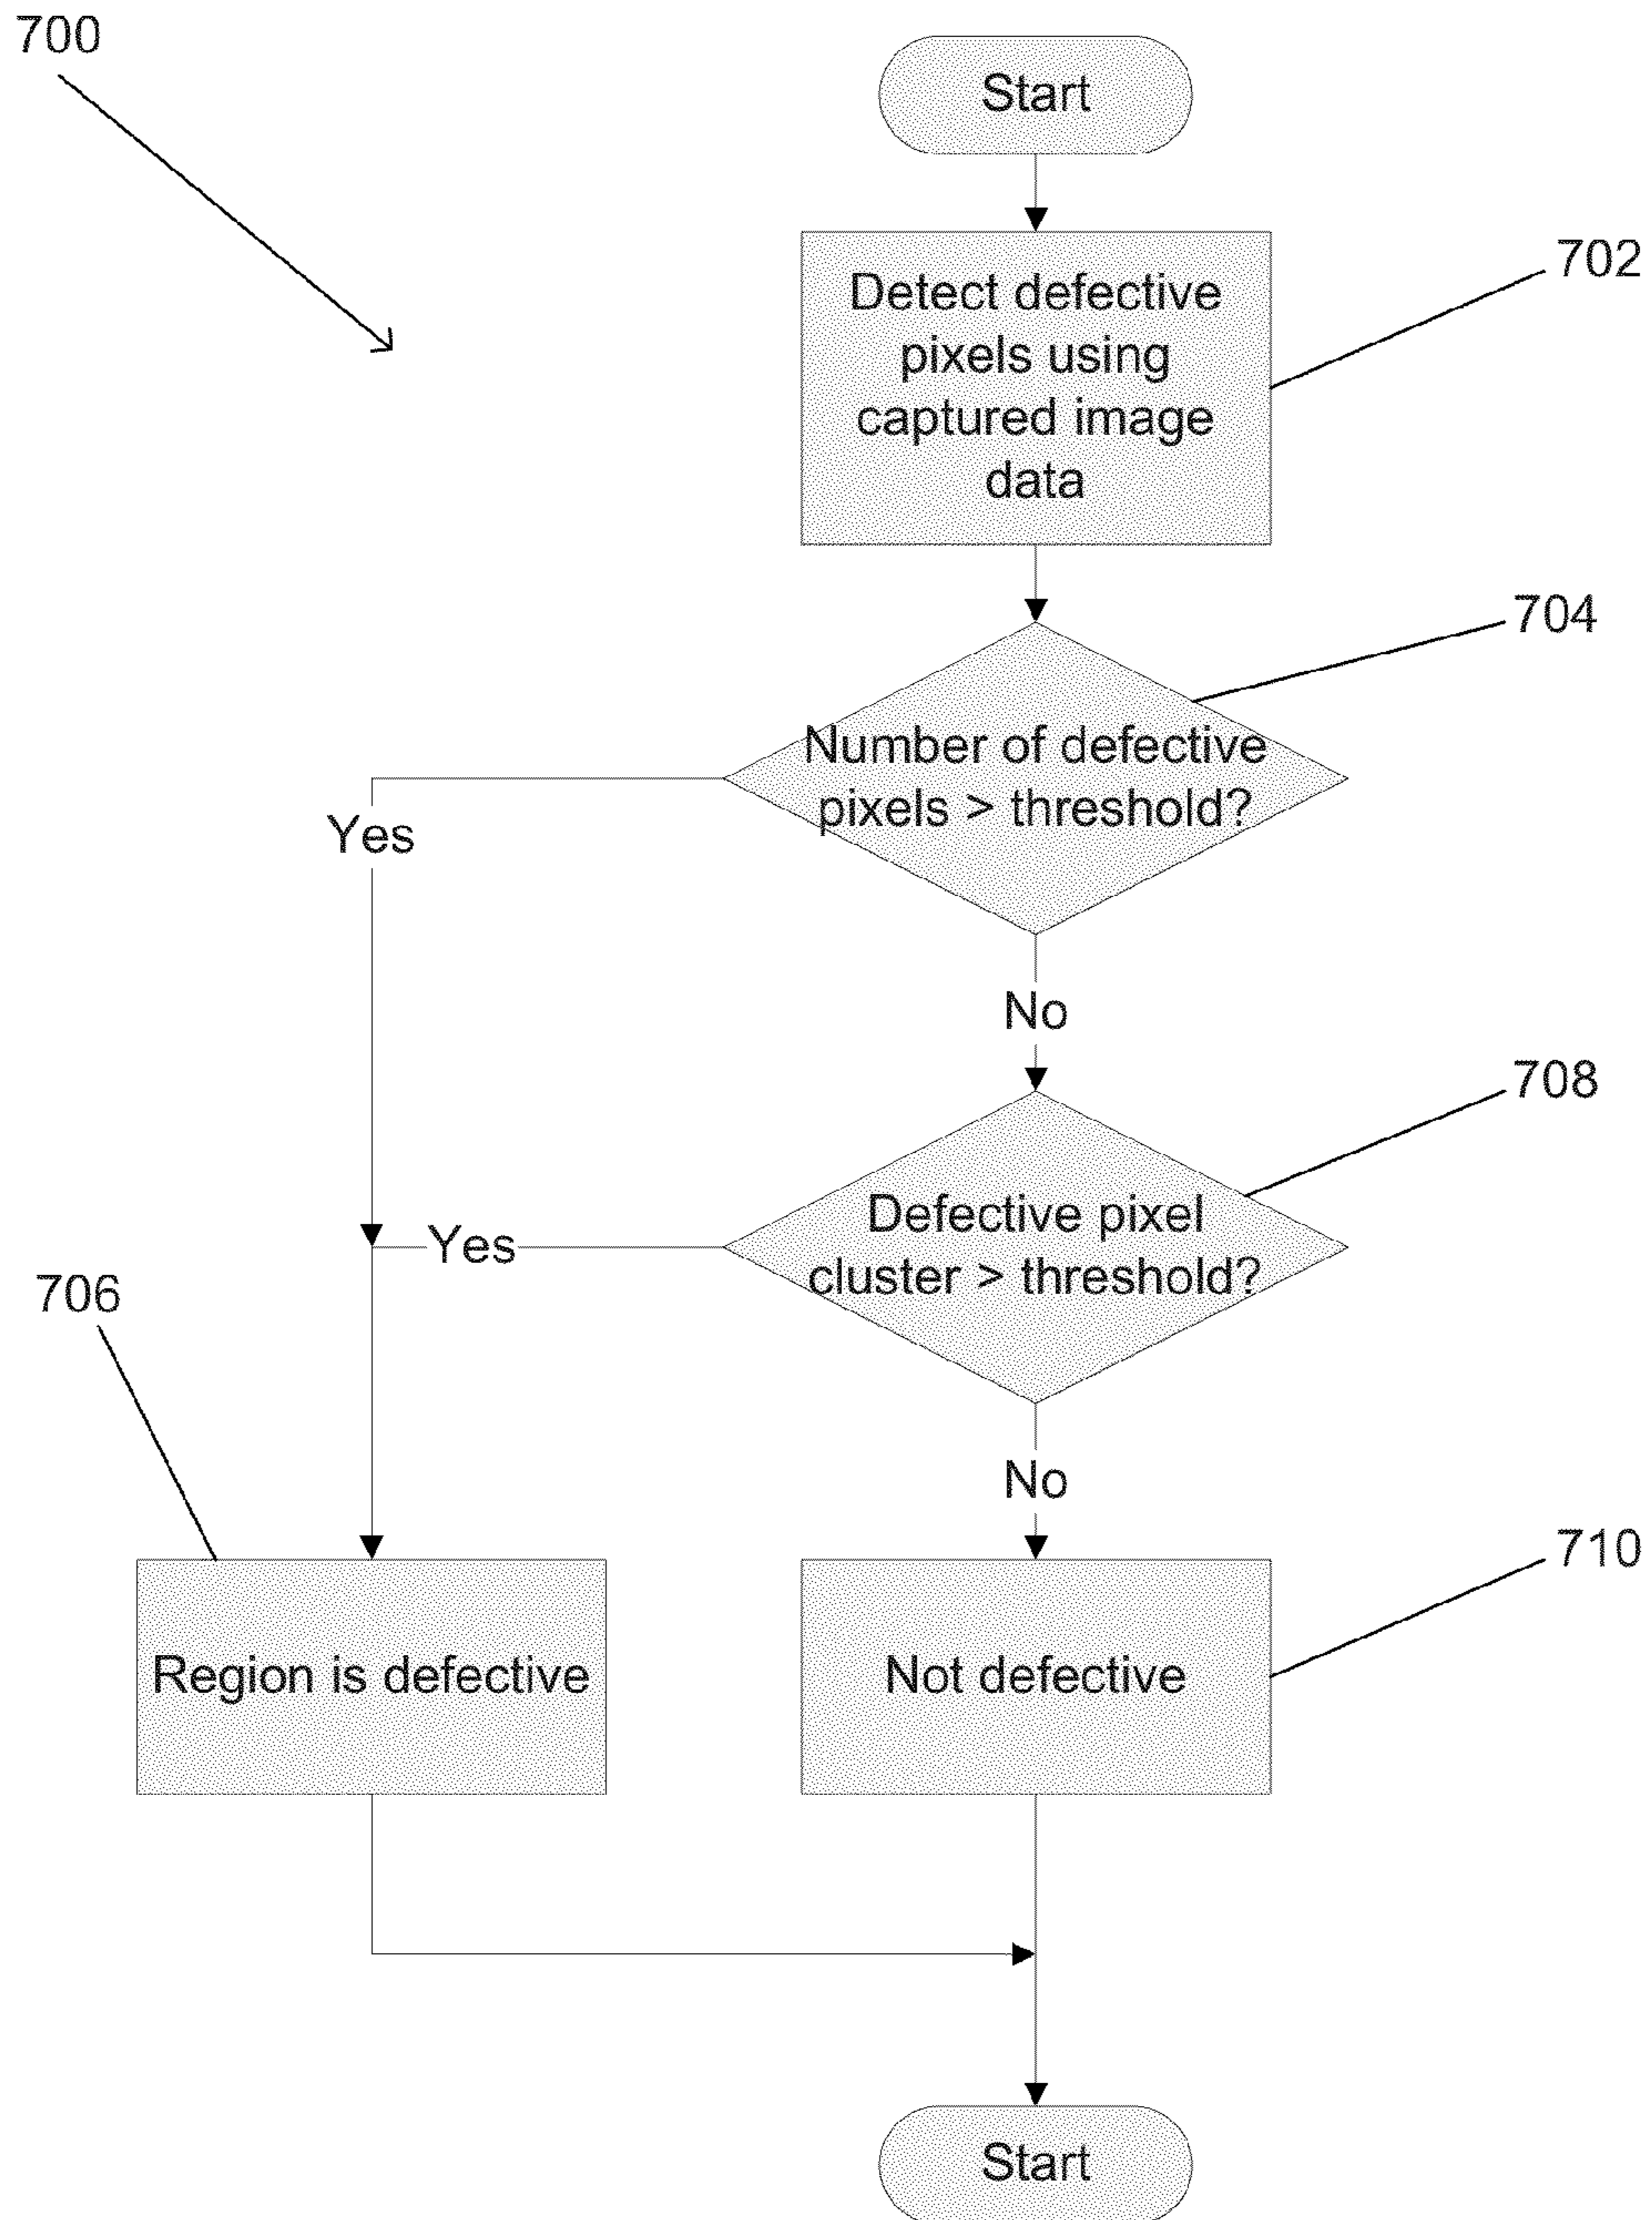 700
Start
Detect defective
pixels using
captured image
data
702
704
Number of defective
pixels > threshold?
Yes
No
708
Defective pixel
cluster > threshold?
Yes
706
No
710
Region is defective
Not defective
Start